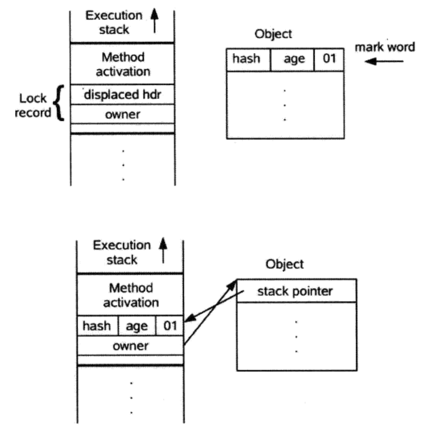 Execution
stack
Object
hash age 01
mark word
Method
activation
Lock
record
displaced hdr
owner
Execution
stack
Object
Method
activation
stack pointer
hash age 01
owner